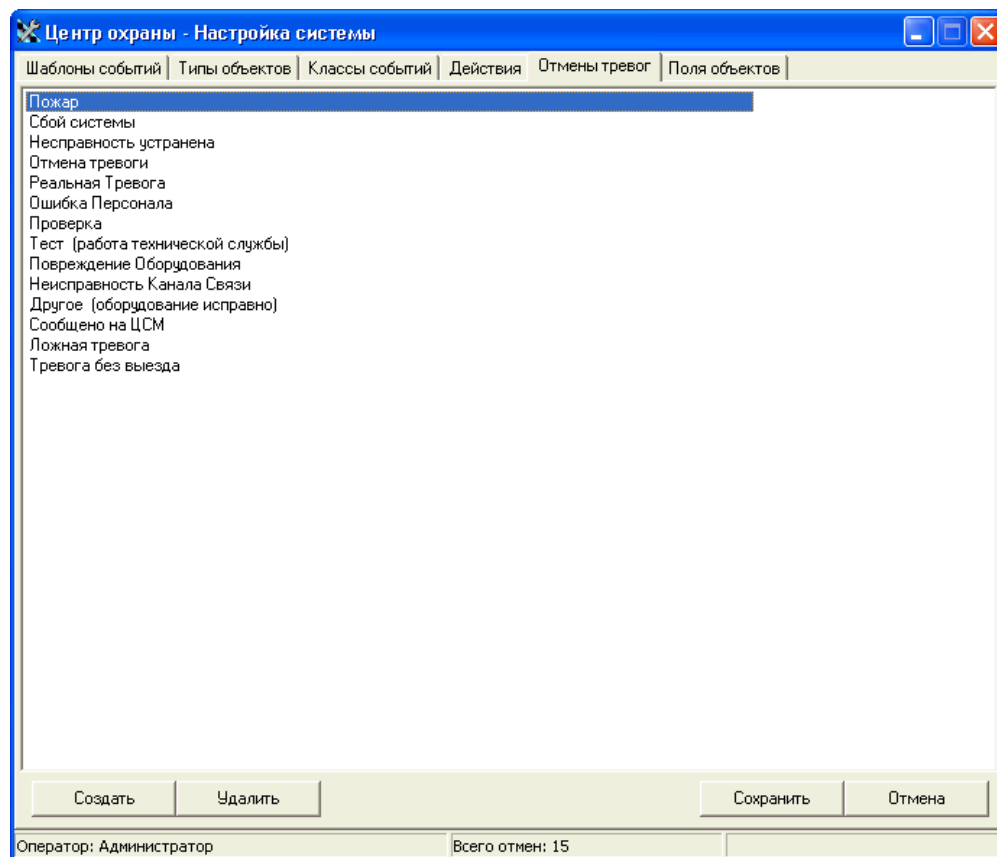 Центр охраны - Настройка системы
Шаблоны событий Типы объектов Классы событий Действия Отмены тревог Поля объектов
Пожар
Сбой системы
Несправность устранена
Отмена тревоги
Реальная Тревога
Ошибка Персонала
Проверка
Тест (работа технической службы)
Повреждение Оборудования
Неисправность Канала Связи
Другое (оборудование исправно)
Сообщено на ЦСМ
Ложная тревога
Тревога без выезда
Создать Удалить Сохранить Отмена
Оператор: Администратор Всего отмен: 15